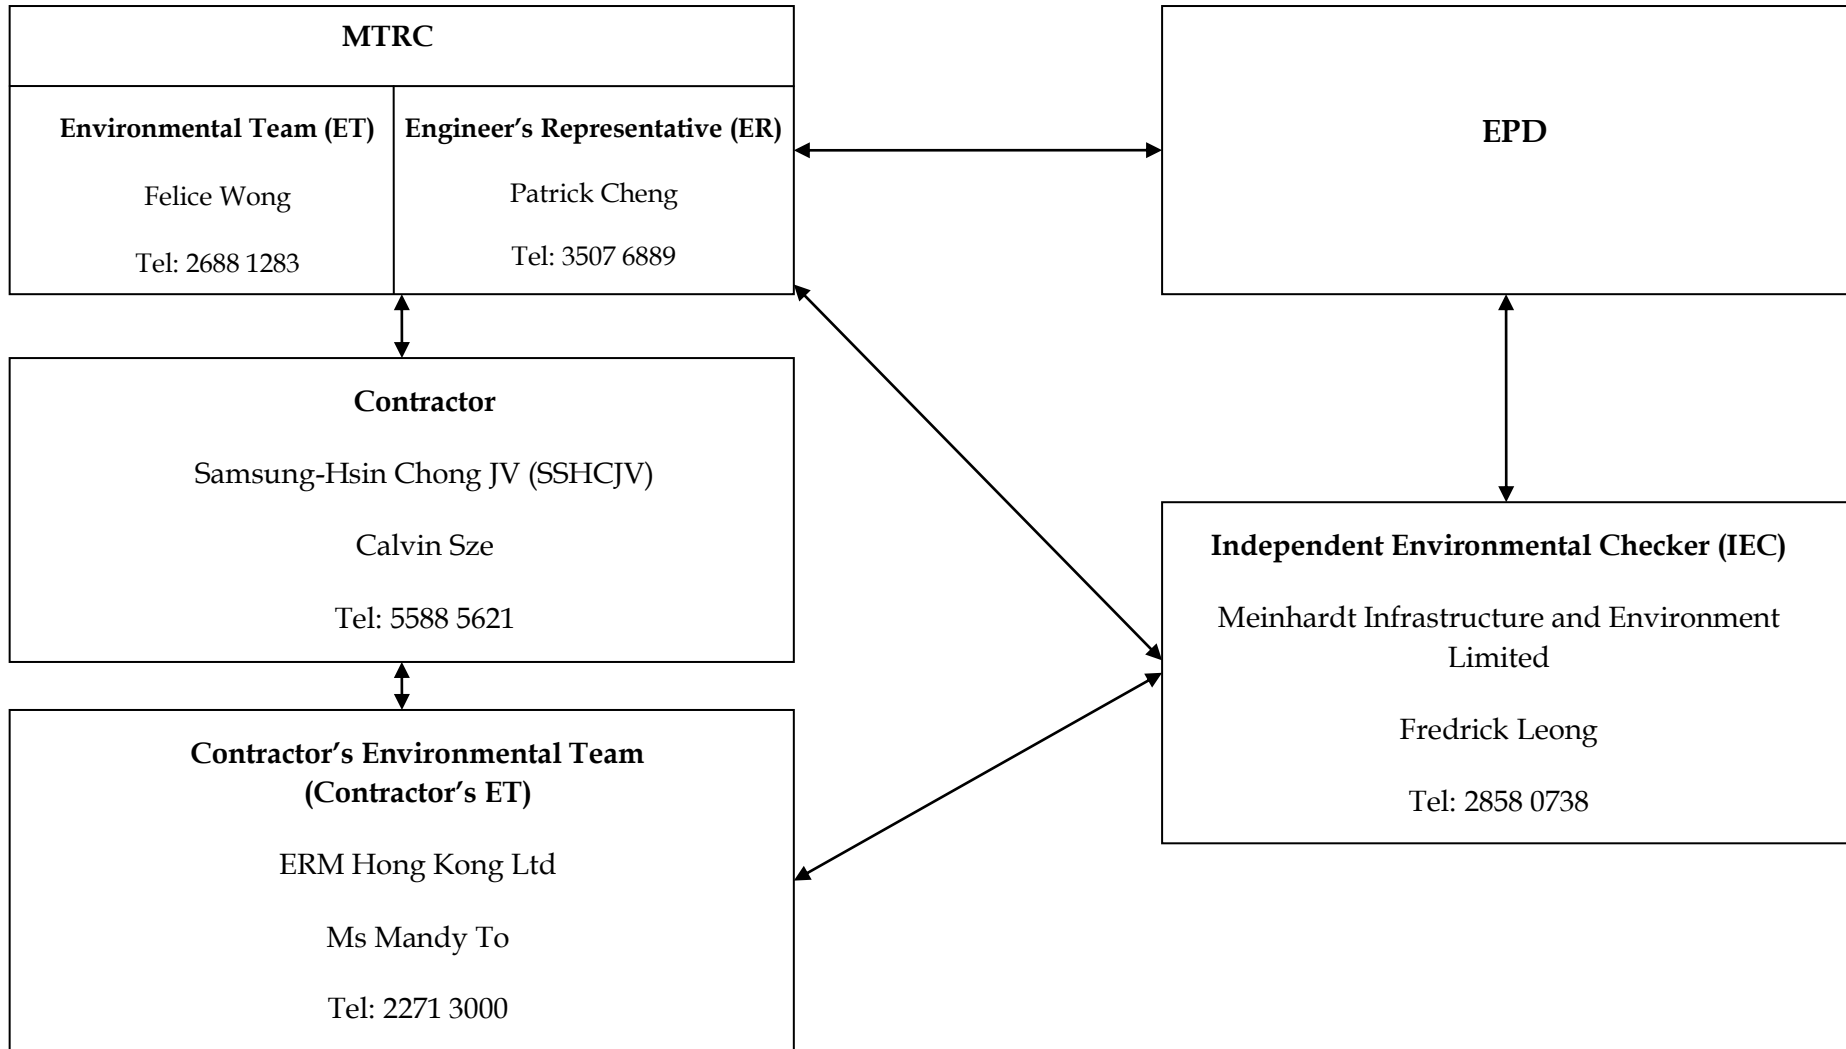 MTRC
Environmental Team (ET)
Felice Wong
Tel: 2688 1283
Engineer’s Representative (ER)
Patrick Cheng
Tel: 3507 6889
EPD
Contractor
Samsung-Hsin Chong JV (SSHCJV)
Calvin Sze
Tel: 5588 5621
Independent Environmental Checker (IEC)
Meinhardt Infrastructure and Environment
Limited
Fredrick Leong
Tel: 2858 0738
Contractor’s Environmental Team
(Contractor’s ET)
ERM Hong Kong Ltd
Ms Mandy To
Tel: 2271 3000